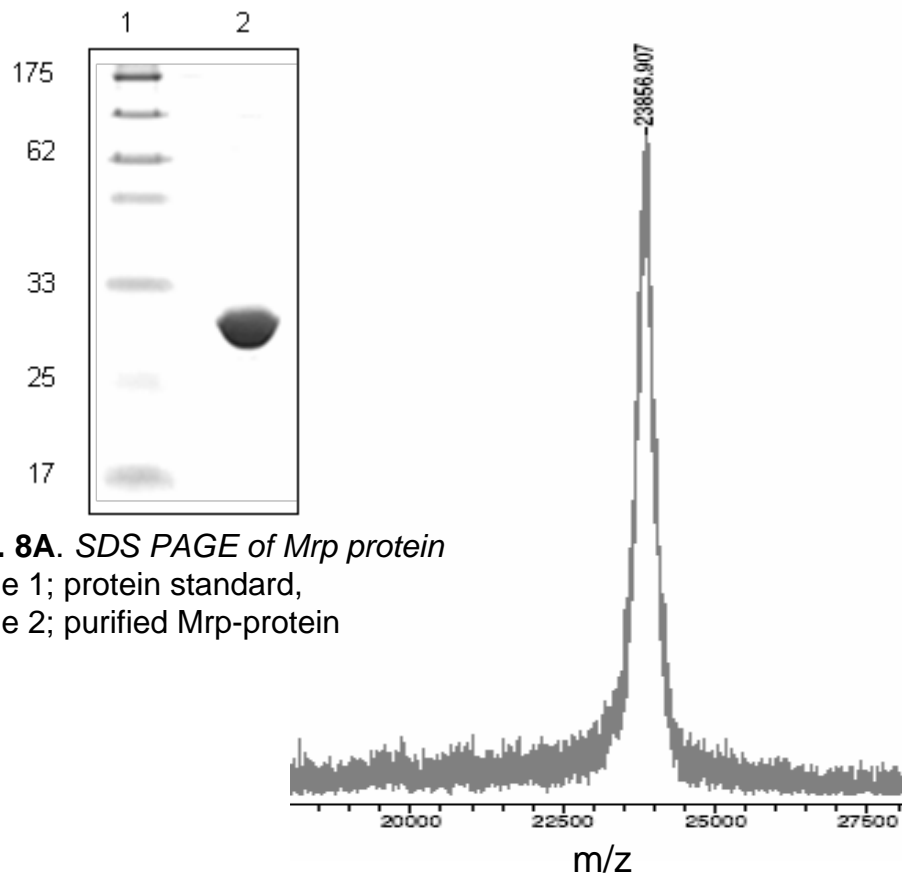 1 2
175
62
33
25
17
. 8A. SDS PAGE of Mrp protein
e 1; protein standard,
e 2; purified Mrp-protein
23856.907
20000 22500 25000 27500
m/z